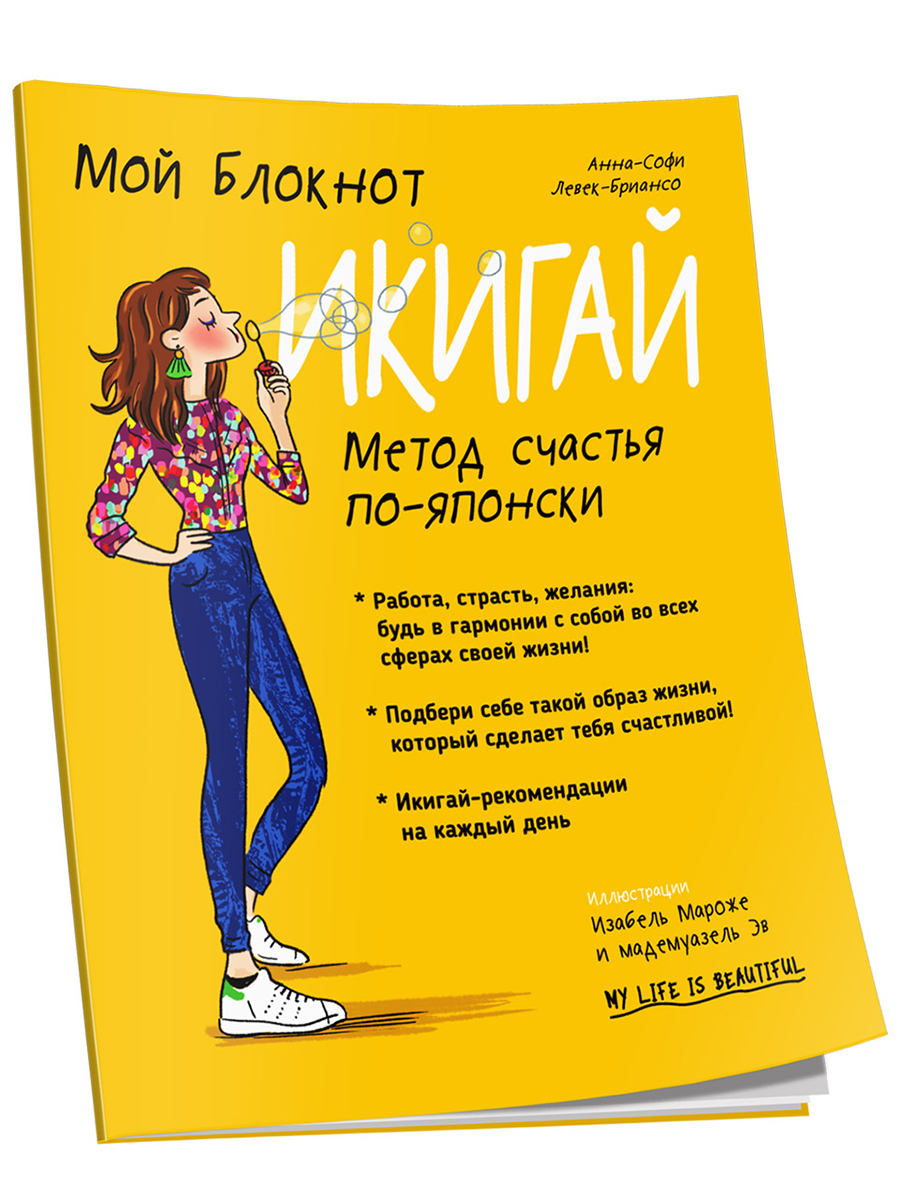 Мой Блокнот
Анна-Софи
Левек-Бриансо
ИКИГАЙ
Метод счастья
по-японски
* Работа, страсть, желания:
будь в гармонии с собой во всех
сферах своей жизни!
* Подбери себе такой образ жизни,
который сделает тебя счастливой!
* Икигай-рекомендации
на каждый день
Иллюстрации
Изабель Мароже
и мадемуазель Эв
MY LIFE IS BEAUTIFUL